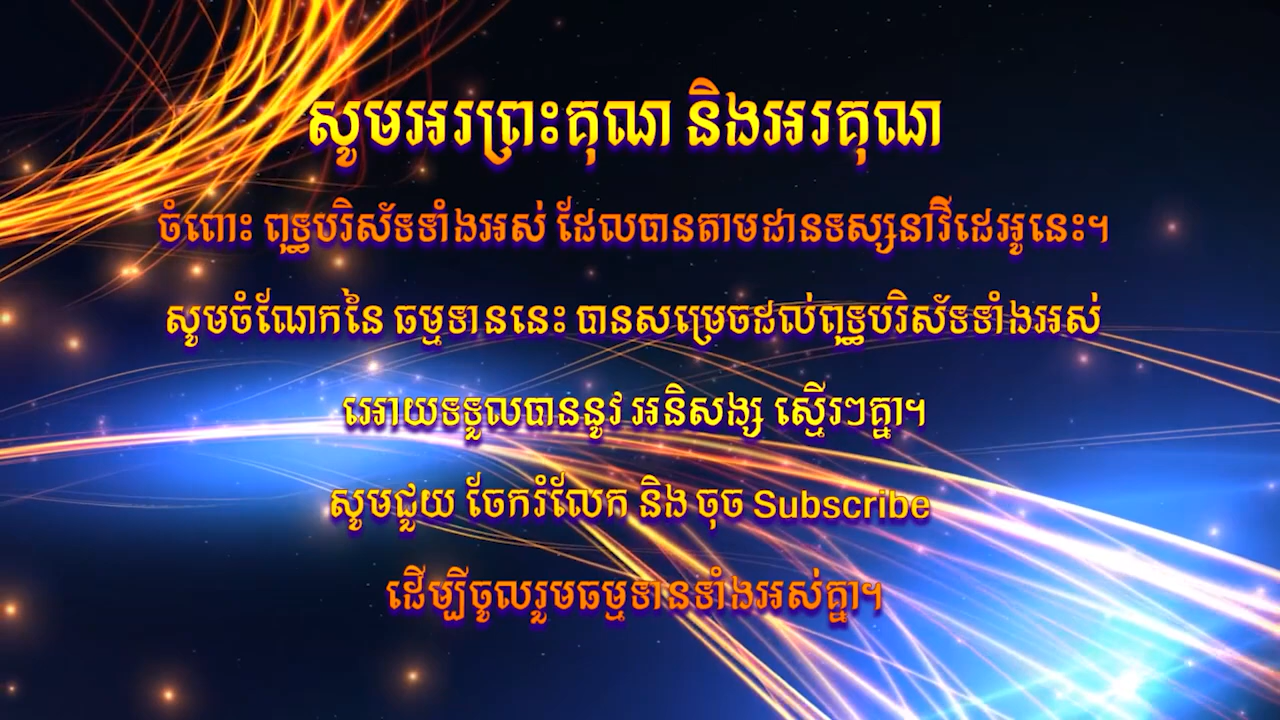 សូមអរព្រះគុណ និងអរគុណ
ចំពោះ ពុទ្ធបរិស័ទទាំងអស់ ដែលបានតាមដានទស្សនាវីដេអូនេះ។
សូមចំណែកនៃ ធម្មទាននេះ បានសម្រេចដល់ពុទ្ធបរិស័ទទាំងអស់
អោយទទួលបាននូវ អនិសង្ស ស្មើរៗគ្នា។
សូមជួយ ចែករំលែក និង ចុច Subscribe
ដើម្បីចូលរួមធម្មទានទាំងអស់គ្នា។